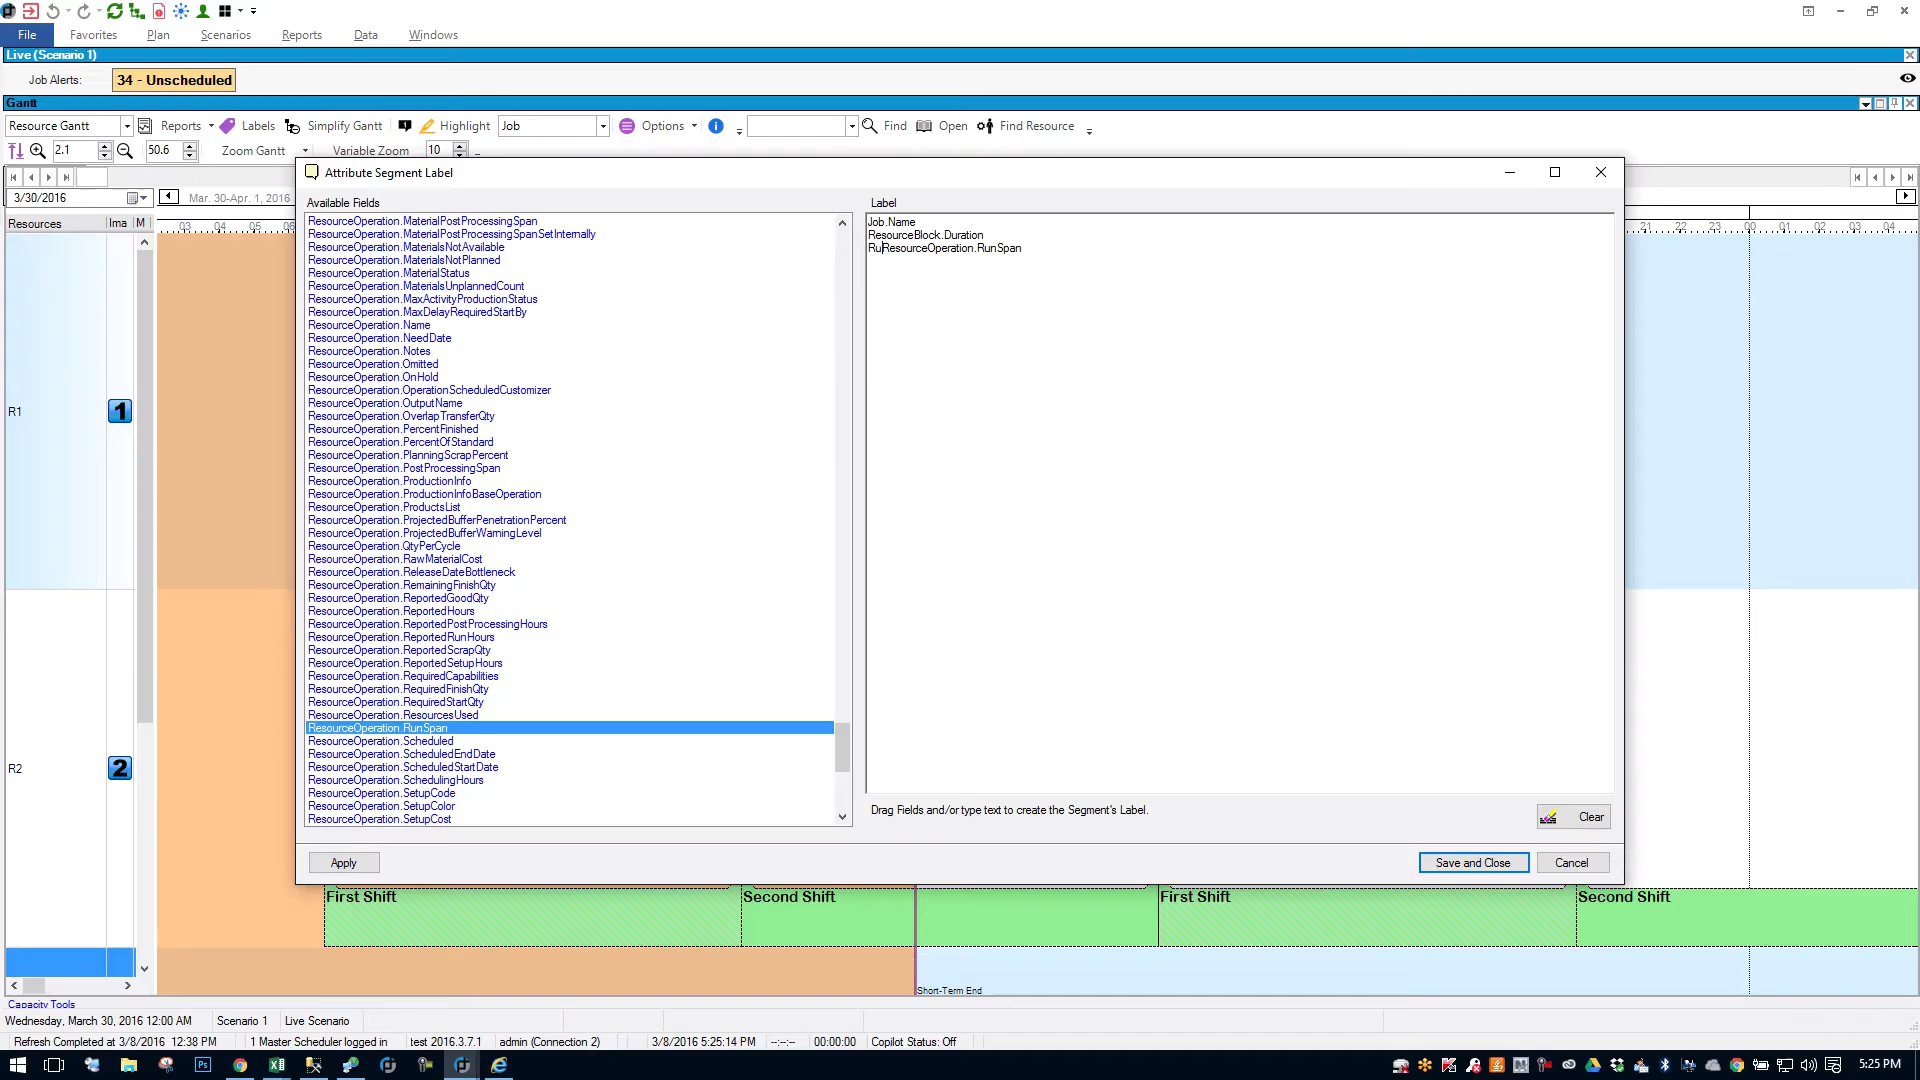 File Favorites Plan Scenarios Reports Data Windows
Live (Scenario 1)
Job Alerts: 34 - Unscheduled
Gantt
Resource Gantt Reports Labels Simplify Gantt Highlight Job Options Find Open Find Resource
2.1 50.6 Zoom Gantt Variable Zoom 10
3/30/2016 Mar. 30-Apr. 1, 2016
Resources Ima M
03 04 05
21 22 23 00 01 02 03 04
R1 1
R2 2
Attribute Segment Label
Available Fields
ResourceOperation.MaterialPostProcessingSpan
ResourceOperation.MaterialPostProcessingSpanSetInternally
ResourceOperation.MaterialsNotAvailable
ResourceOperation.MaterialsNotPlanned
ResourceOperation.MaterialStatus
ResourceOperation.MaterialsUnplannedCount
ResourceOperation.MaxActivityProductionStatus
ResourceOperation.MaxDelayRequiredStartBy
ResourceOperation.Name
ResourceOperation.NeedDate
ResourceOperation.Notes
ResourceOperation.Omitted
ResourceOperation.OnHold
ResourceOperation.OperationScheduledCustomizer
ResourceOperation.OutputName
ResourceOperation.OverlapTransferQty
ResourceOperation.PercentFinished
ResourceOperation.PercentOfStandard
ResourceOperation.PlanningScrapPercent
ResourceOperation.PostProcessingSpan
ResourceOperation.ProductionInfo
ResourceOperation.ProductionInfoBaseOperation
ResourceOperation.ProductsList
ResourceOperation.ProjectedBufferPenetrationPercent
ResourceOperation.ProjectedBufferWarningLevel
ResourceOperation.QtyPerCycle
ResourceOperation.RawMaterialCost
ResourceOperation.ReleaseDateBottleneck
ResourceOperation.RemainingFinishQty
ResourceOperation.ReportedGoodQty
ResourceOperation.ReportedHours
ResourceOperation.ReportedPostProcessingHours
ResourceOperation.ReportedRunHours
ResourceOperation.ReportedScrapQty
ResourceOperation.ReportedSetupHours
ResourceOperation.RequiredCapabilities
ResourceOperation.RequiredFinishQty
ResourceOperation.RequiredStartQty
ResourceOperation.ResourcesUsed
ResourceOperation.RunSpan
ResourceOperation.Scheduled
ResourceOperation.ScheduledEndDate
ResourceOperation.ScheduledStartDate
ResourceOperation.SchedulingHours
ResourceOperation.SetupCode
ResourceOperation.SetupColor
ResourceOperation.SetupCost
Label
Job.Name
ResourceBlock.Duration
RuResourceOperation.RunSpan
Drag Fields and/or type text to create the Segment's Label.
Clear
Apply Save and Close Cancel
First Shift Second Shift First Shift Second Shift
Short-Term End
Capacity Tools
Wednesday, March 30, 2016 12:00 AM Scenario 1 Live Scenario
Refresh Completed at 3/8/2016 12:38 PM 1 Master Scheduler logged in test 2016.3.7.1 admin (Connection 2) 3/8/2016 5:25:14 PM --:--:-- 00:00:00 Copilot Status: Off
5:25 PM